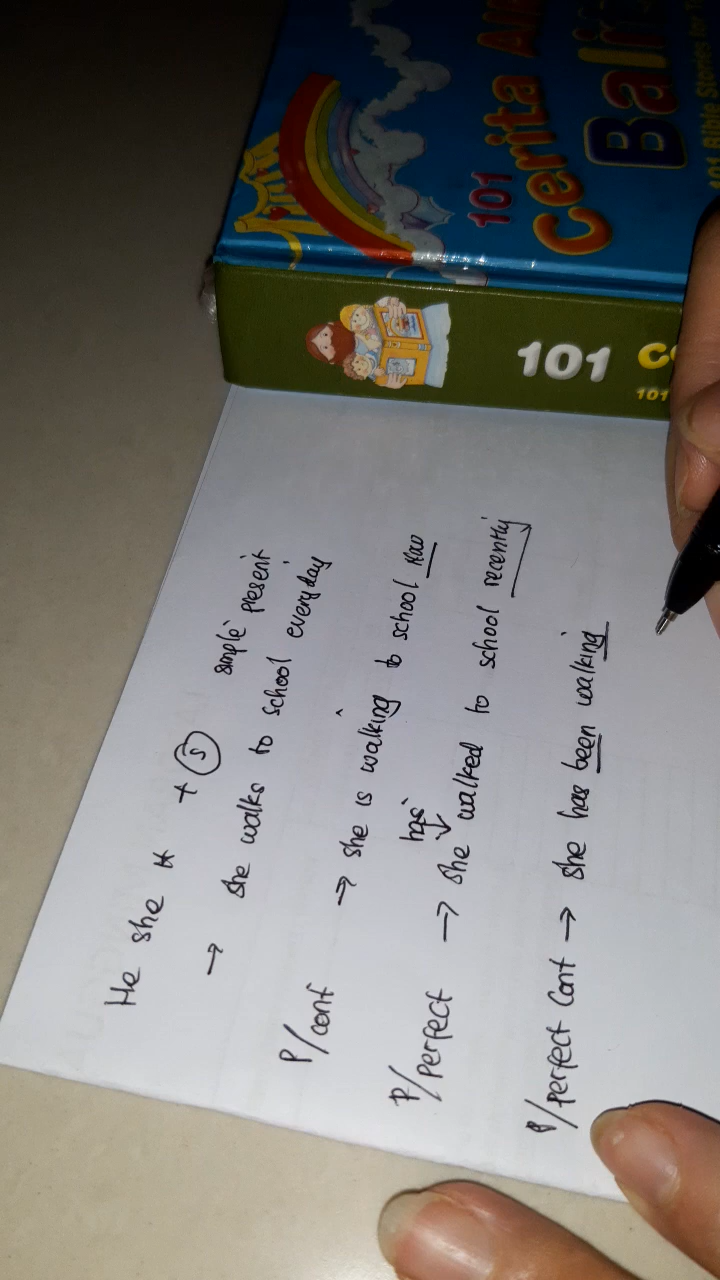 101
Cerita Al
Bali
101 Bible Stories for T
101 Ce
101
He She It + (s)
simple present
→ She walks to school everyday
P/cont → She is walking to school now
has
P/perfect → She walked to school recently
P/perfect Cont → She has been walking